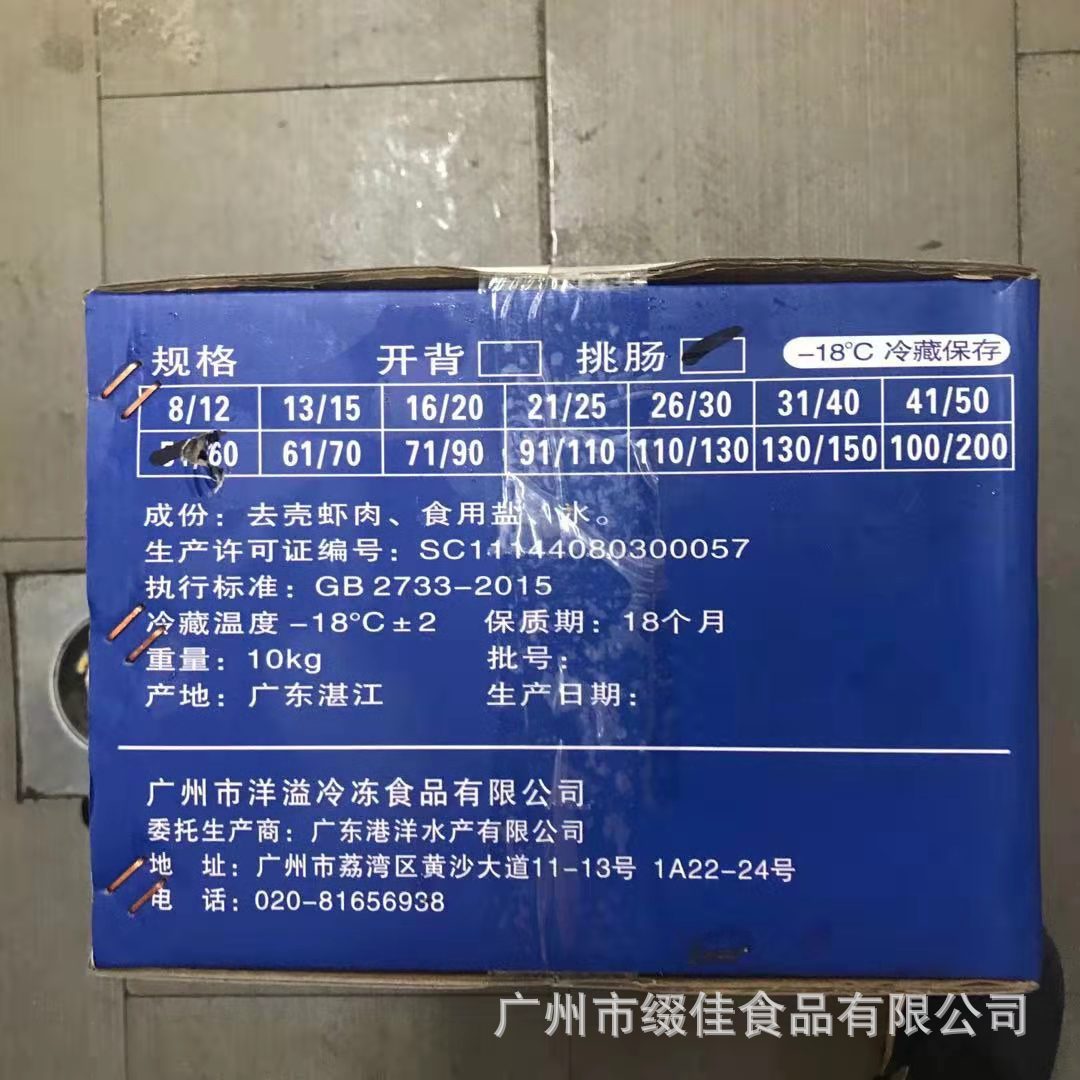 规格 开背 挑肠 -18℃ 冷藏保存
8/12 13/15 16/20 21/25 26/30 31/40 41/50
60 61/70 71/90 91/110 110/130 130/150 100/200
成份：去壳虾肉、食用盐、水。
生产许可证编号：SC11144080300057
执行标准：GB 2733-2015
冷藏温度 -18℃±2 保质期：18个月
重量：10kg 批号：
产地：广东湛江 生产日期：
广州市洋溢冷冻食品有限公司
委托生产商：广东港洋水产有限公司
地 址：广州市荔湾区黄沙大道11-13号 1A22-24号
电 话：020-81656938
广州市缀佳食品有限公司